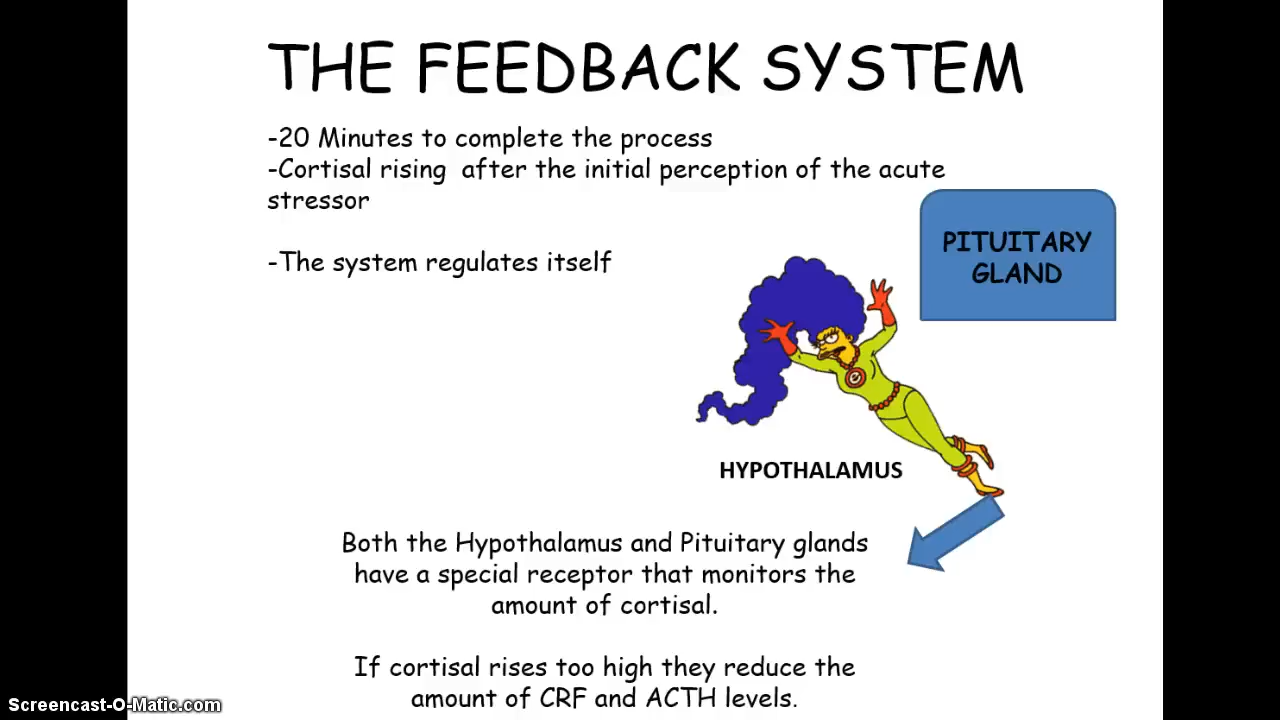 THE FEEDBACK SYSTEM
-20 Minutes to complete the process
-Cortisal rising  after the initial perception of the acute
stressor
-The system regulates itself
PITUITARY
GLAND
HYPOTHALAMUS
Both the Hypothalamus and Pituitary glands
have a special receptor that monitors the
amount of cortisol.
If cortisal rises too high they reduce the
amount of CRF and ACTH levels.
Screencast-O-Matic.com